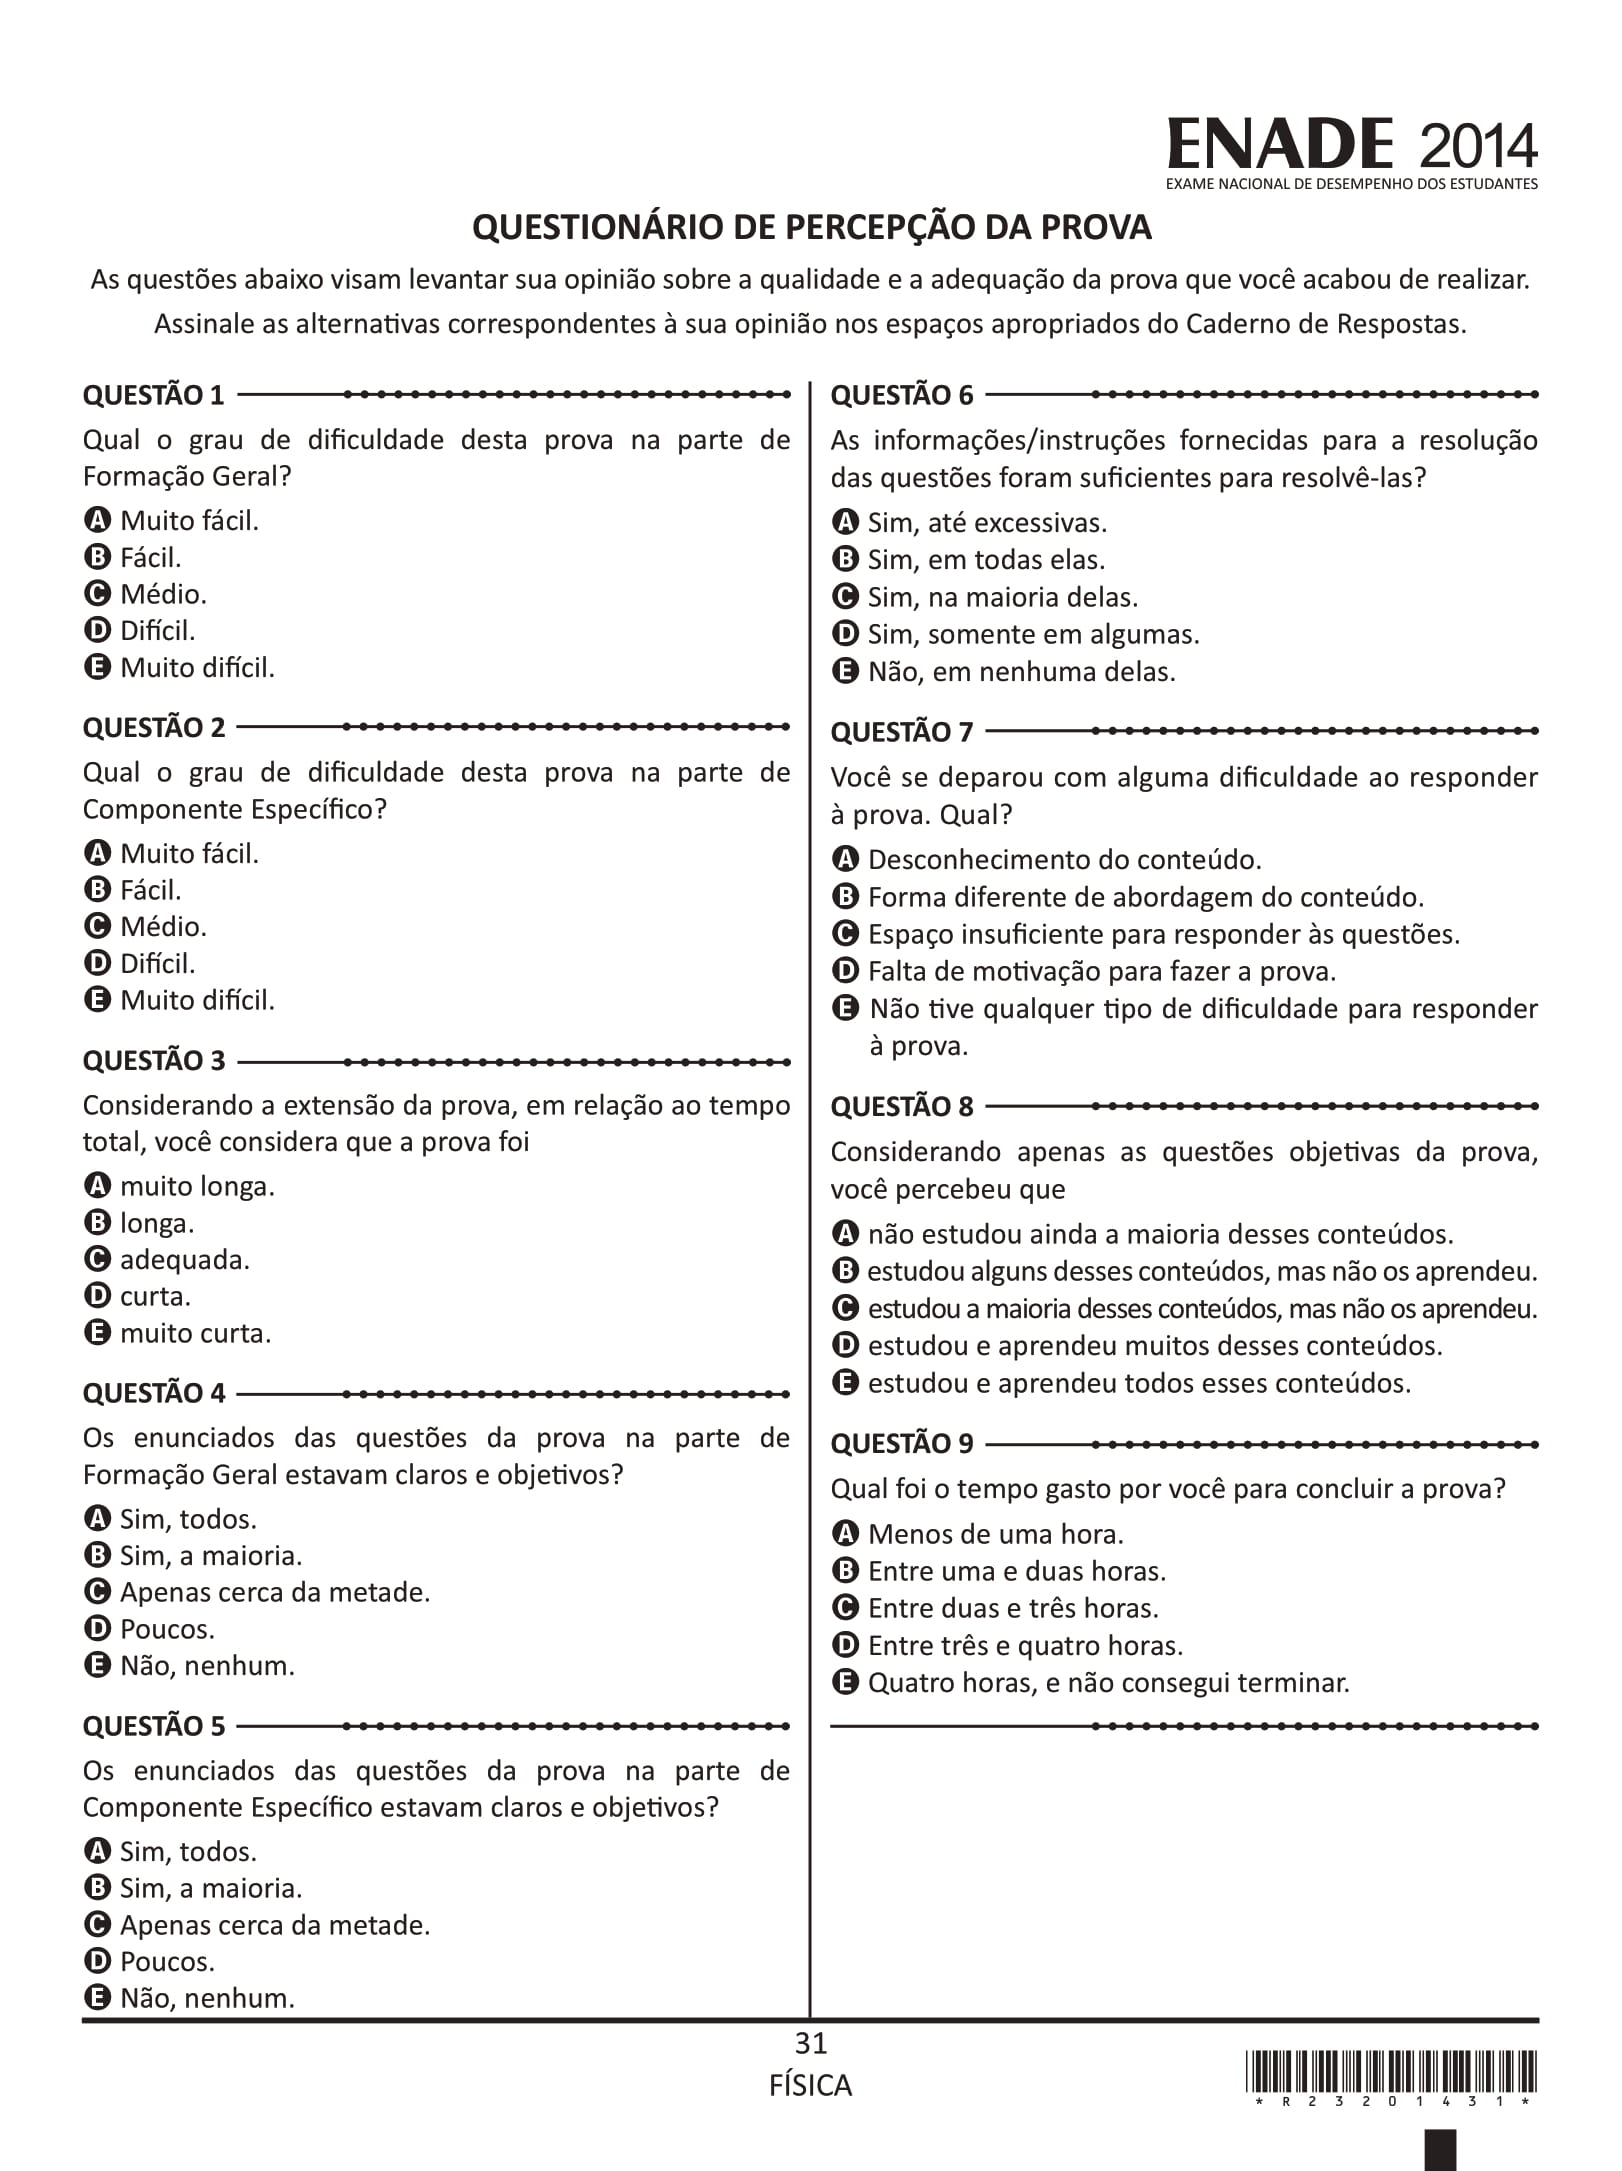 ENADE 2014
EXAME NACIONAL DE DESEMPENHO DOS ESTUDANTES
QUESTIONÁRIO DE PERCEPÇÃO DA PROVA
As questões abaixo visam levantar sua opinião sobre a qualidade e a adequação da prova que você acabou de realizar.
Assinale as alternativas correspondentes à sua opinião nos espaços apropriados do Caderno de Respostas.
QUESTÃO 1
Qual o grau de dificuldade desta prova na parte de
Formação Geral?
A Muito fácil.
B Fácil.
C Médio.
D Difícil.
E Muito difícil.
QUESTÃO 2
Qual o grau de dificuldade desta prova na parte de
Componente Específico?
A Muito fácil.
B Fácil.
C Médio.
D Difícil.
E Muito difícil.
QUESTÃO 3
Considerando a extensão da prova, em relação ao tempo
total, você considera que a prova foi
A muito longa.
B longa.
C adequada.
D curta.
E muito curta.
QUESTÃO 4
Os enunciados das questões da prova na parte de
Formação Geral estavam claros e objetivos?
A Sim, todos.
B Sim, a maioria.
C Apenas cerca da metade.
D Poucos.
E Não, nenhum.
QUESTÃO 5
Os enunciados das questões da prova na parte de
Componente Específico estavam claros e objetivos?
A Sim, todos.
B Sim, a maioria.
C Apenas cerca da metade.
D Poucos.
E Não, nenhum.
QUESTÃO 6
As informações/instruções fornecidas para a resolução
das questões foram suficientes para resolvê-las?
A Sim, até excessivas.
B Sim, em todas elas.
C Sim, na maioria delas.
D Sim, somente em algumas.
E Não, em nenhuma delas.
QUESTÃO 7
Você se deparou com alguma dificuldade ao responder
à prova. Qual?
A Desconhecimento do conteúdo.
B Forma diferente de abordagem do conteúdo.
C Espaço insuficiente para responder às questões.
D Falta de motivação para fazer a prova.
E Não tive qualquer tipo de dificuldade para responder
à prova.
QUESTÃO 8
Considerando apenas as questões objetivas da prova,
você percebeu que
A não estudou ainda a maioria desses conteúdos.
B estudou alguns desses conteúdos, mas não os aprendeu.
C estudou a maioria desses conteúdos, mas não os aprendeu.
D estudou e aprendeu muitos desses conteúdos.
E estudou e aprendeu todos esses conteúdos.
QUESTÃO 9
Qual foi o tempo gasto por você para concluir a prova?
A Menos de uma hora.
B Entre uma e duas horas.
C Entre duas e três horas.
D Entre três e quatro horas.
E Quatro horas, e não consegui terminar.
31
FÍSICA
* R 2 3 2 0 1 4 3 1 *